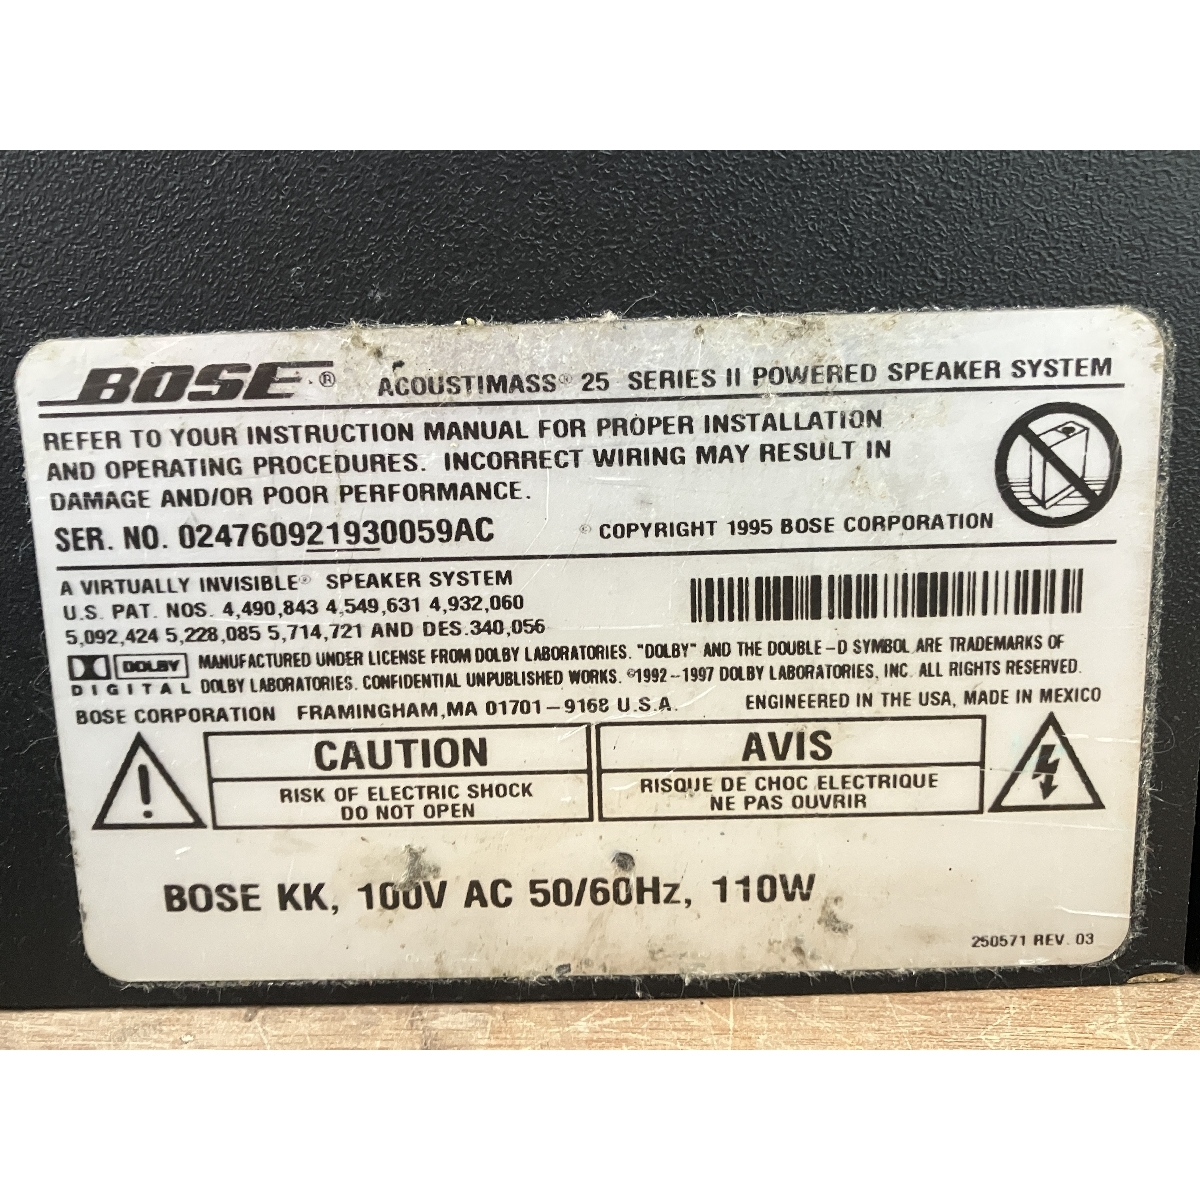 BOSE® ACOUSTIMASS® 25 SERIES II POWERED SPEAKER SYSTEM
REFER TO YOUR INSTRUCTION MANUAL FOR PROPER INSTALLATION
AND OPERATING PROCEDURES. INCORRECT WIRING MAY RESULT IN
DAMAGE AND/OR POOR PERFORMANCE.
SER. NO. 024760921930059AC © COPYRIGHT 1995 BOSE CORPORATION
A VIRTUALLY INVISIBLE® SPEAKER SYSTEM
U.S. PAT. NOS. 4,490,843 4,549,631 4,932,060
5,092,424 5,228,085 5,714,721 AND DES.340,056
DOLBY MANUFACTURED UNDER LICENSE FROM DOLBY LABORATORIES. "DOLBY" AND THE DOUBLE-D SYMBOL ARE TRADEMARKS OF
DIGITAL DOLBY LABORATORIES. CONFIDENTIAL UNPUBLISHED WORKS. ©1992-1997 DOLBY LABORATORIES, INC. ALL RIGHTS RESERVED.
BOSE CORPORATION FRAMINGHAM,MA 01701-9168 U.S.A. ENGINEERED IN THE USA, MADE IN MEXICO
CAUTION
RISK OF ELECTRIC SHOCK
DO NOT OPEN
AVIS
RISQUE DE CHOC ELECTRIQUE
NE PAS OUVRIR
BOSE KK, 100V AC 50/60Hz, 110W
250571 REV. 03